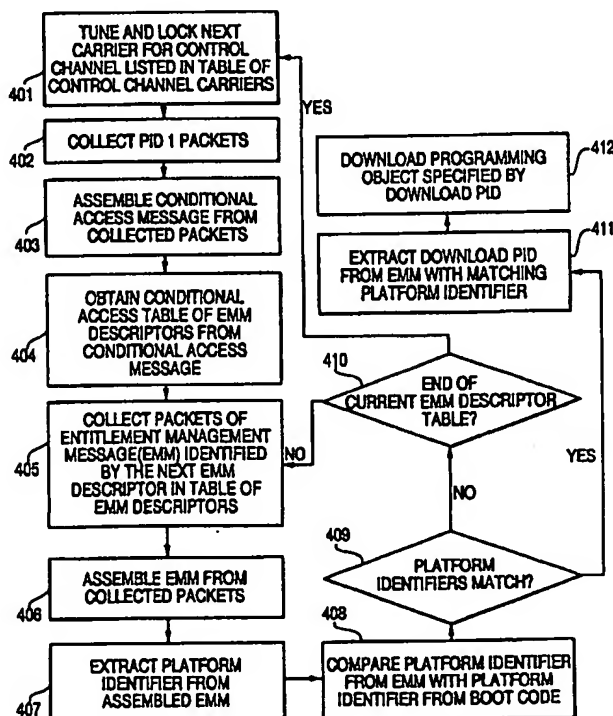 TUNE AND LOCK NEXT
CARRIER FOR CONTROL
CHANNEL LISTED IN TABLE OF
CONTROL CHANNEL CARRIERS
401
COLLECT PID 1 PACKETS
402
ASSEMBLE CONDITIONAL
ACCESS MESSAGE FROM
COLLECTED PACKETS
403
OBTAIN CONDITIONAL
ACCESS TABLE OF EMM
DESCRIPTORS FROM
CONDITIONAL ACCESS
MESSAGE
404
COLLECT PACKETS OF
ENTITLEMENT MANAGEMENT
MESSAGE(EMM) IDENTIFIED
BY THE NEXT EMM
DESCRIPTOR IN TABLE OF
EMM DESCRIPTORS
405
ASSEMBLE EMM FROM
COLLECTED PACKETS
406
EXTRACT PLATFORM
IDENTIFIER FROM
ASSEMBLED EMM
407
408
COMPARE PLATFORM IDENTIFIER
FROM EMM WITH PLATFORM
IDENTIFIER FROM BOOT CODE
409
PLATFORM
IDENTIFIERS MATCH?
NO
YES
410
END OF
CURRENT EMM DESCRIPTOR
TABLE?
NO
YES
411
EXTRACT DOWNLOAD PID
FROM EMM WITH MATCHING
PLATFORM IDENTIFIER
412
DOWNLOAD PROGRAMMING
OBJECT SPECIFIED BY
DOWNLOAD PID